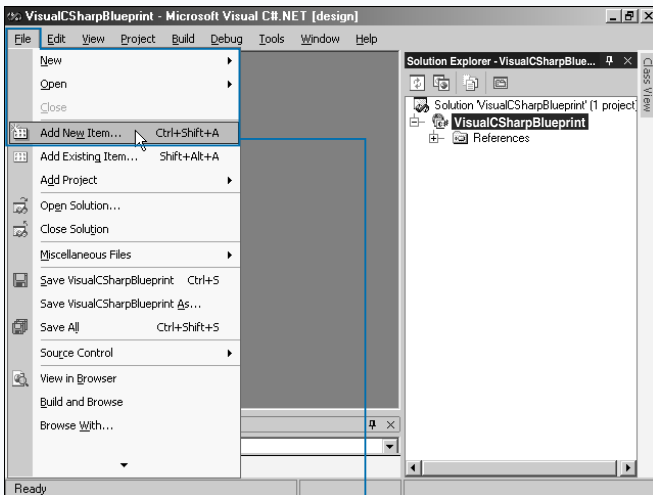 VisualCSharpBlueprint - Microsoft Visual C#.NET [design]
File Edit View Project Build Debug Tools Window Help
New
Open
Close
Add New Item... Ctrl+Shift+A
Add Existing Item... Shift+Alt+A
Add Project
Open Solution...
Close Solution
Miscellaneous Files
Save VisualCSharpBlueprint Ctrl+S
Save VisualCSharpBlueprint As...
Save All Ctrl+Shift+S
Source Control
View in Browser
Build and Browse
Browse With...
Solution Explorer - VisualCSharpBlue...
Solution 'VisualCSharpBlueprint' (1 project)
VisualCSharpBlueprint
References
Class View
Ready